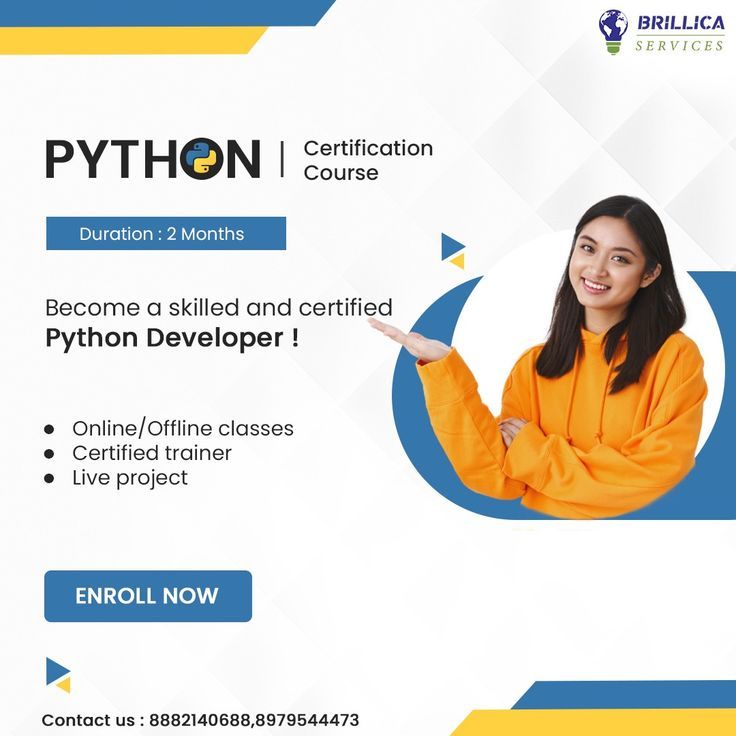 BRILLICA
SERVICES
PYTHON | Certification
Course
Duration : 2 Months
Become a skilled and certified
Python Developer !
● Online/Offline classes
● Certified trainer
● Live project
ENROLL NOW
Contact us : 8882140688,8979544473